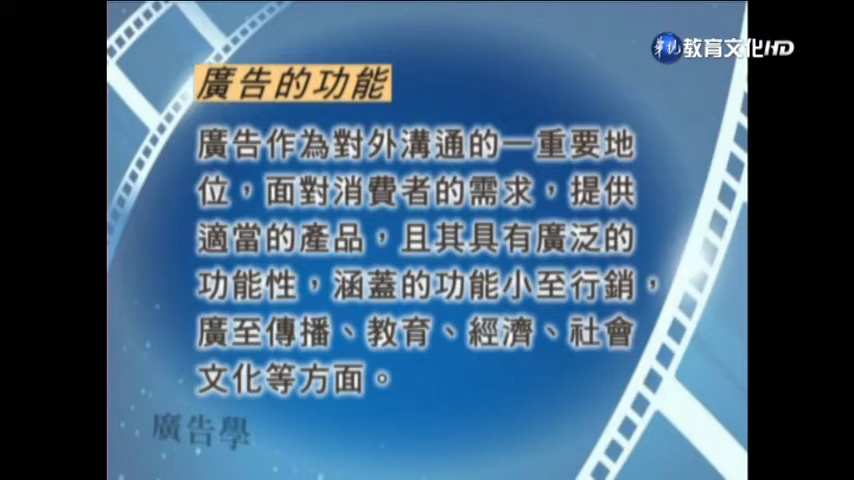 華視 教育文化HD
廣告的功能
廣告作為對外溝通的一重要地
位，面對消費者的需求，提供
適當的產品，且其具有廣泛的
功能性，涵蓋的功能小至行銷，
廣至傳播、教育、經濟、社會
文化等方面。
廣告學